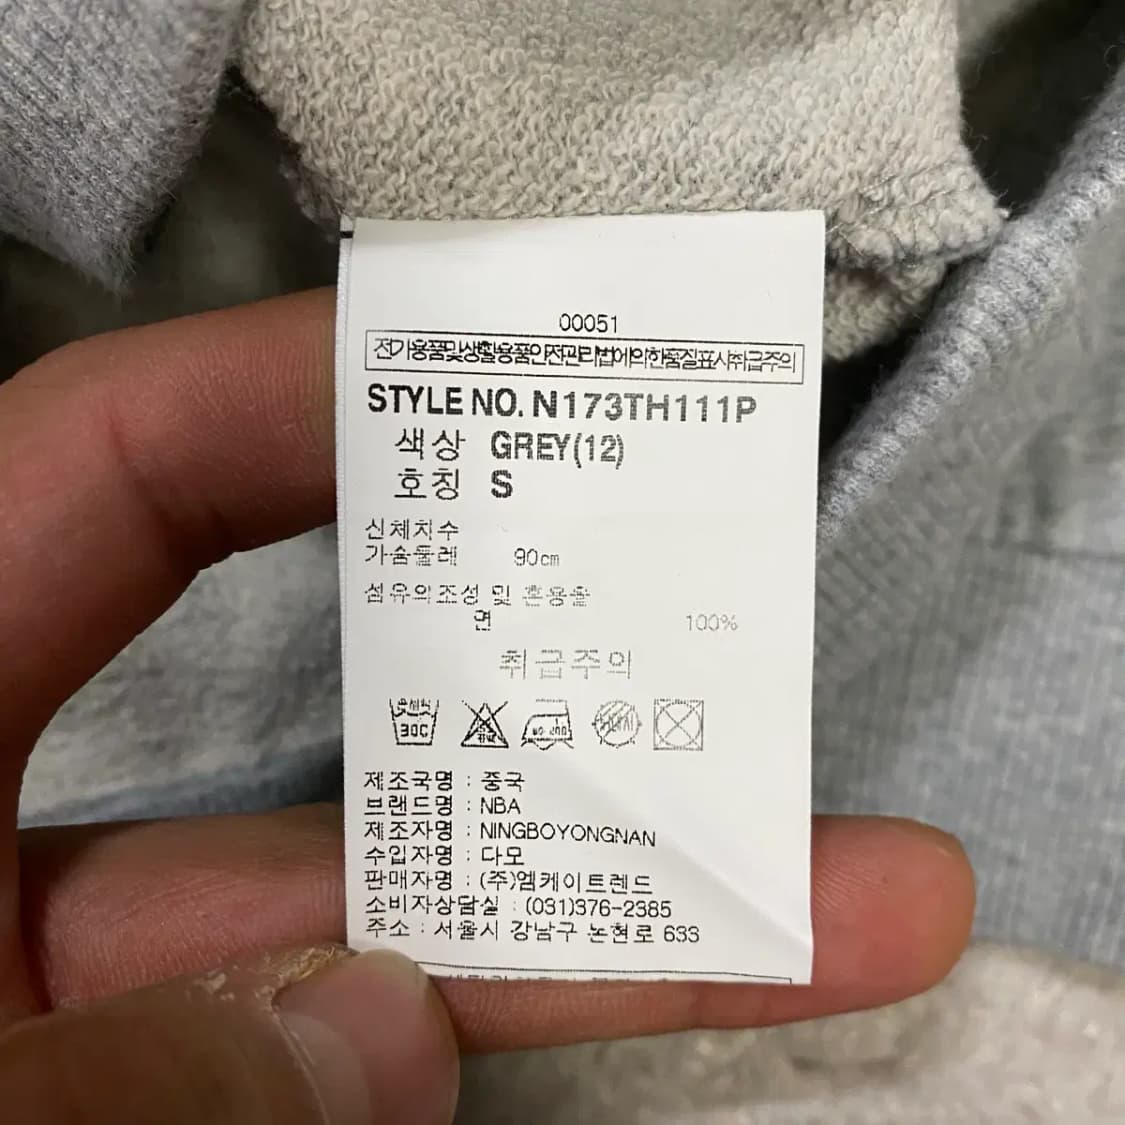 00051
전기용품및생활용품안전관리법에의한품질표시취급주의
STYLE NO. N173TH111P
색상 GREY(12)
호칭 S
신체치수
가슴둘레 90cm
섬유의조성 및 혼용율
면 100%
취급주의
30C
제조국명 : 중국
브랜드명 : NBA
제조자명 : NINGBOYONGNAN
수입자명 : 다모
판매자명 : (주)엠케이트렌드
소비자상담실 : (031)376-2385
주소 : 서울시 강남구 논현로 633